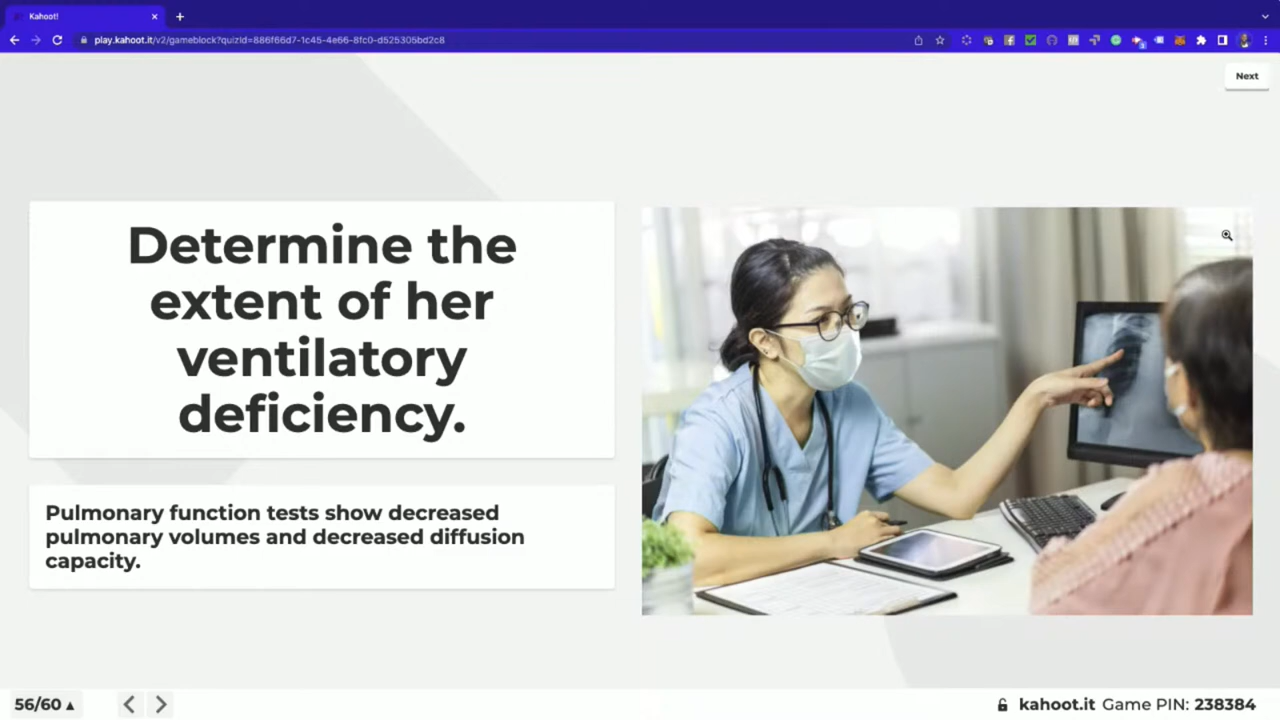 Kahoot!
play.kahoot.it/v2/gameblock?quizId=886f66d7-1c45-4e66-8fc0-d525305bd2c8
Next
Determine the
extent of her
ventilatory
deficiency.
Pulmonary function tests show decreased
pulmonary volumes and decreased diffusion
capacity.
56/60
kahoot.it Game PIN: 238384